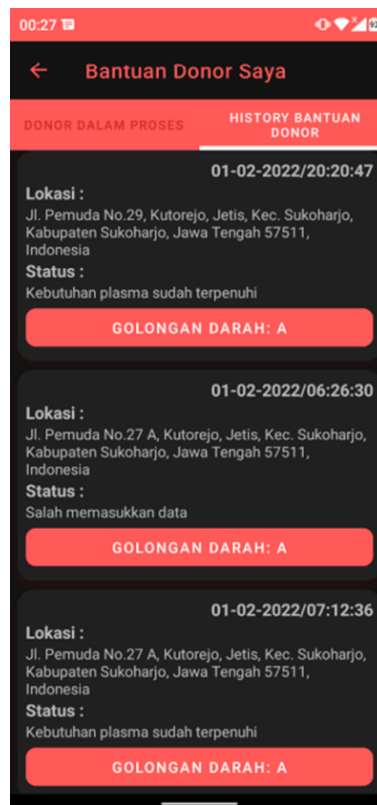 00:27
Bantuan Donor Saya
DONOR DALAM PROSES
HISTORY BANTUAN
DONOR
01-02-2022/20:20:47
Lokasi :
Jl. Pemuda No.29, Kutorejo, Jetis, Kec. Sukoharjo,
Kabupaten Sukoharjo, Jawa Tengah 57511,
Indonesia
Status :
Kebutuhan plasma sudah terpenuhi
GOLONGAN DARAH: A
01-02-2022/06:26:30
Lokasi :
Jl. Pemuda No.27 A, Kutorejo, Jetis, Kec. Sukoharjo,
Kabupaten Sukoharjo, Jawa Tengah 57511,
Indonesia
Status :
Salah memasukkan data
GOLONGAN DARAH: A
01-02-2022/07:12:36
Lokasi :
Jl. Pemuda No.27 A, Kutorejo, Jetis, Kec. Sukoharjo,
Kabupaten Sukoharjo, Jawa Tengah 57511,
Indonesia
Status :
Kebutuhan plasma sudah terpenuhi
GOLONGAN DARAH: A